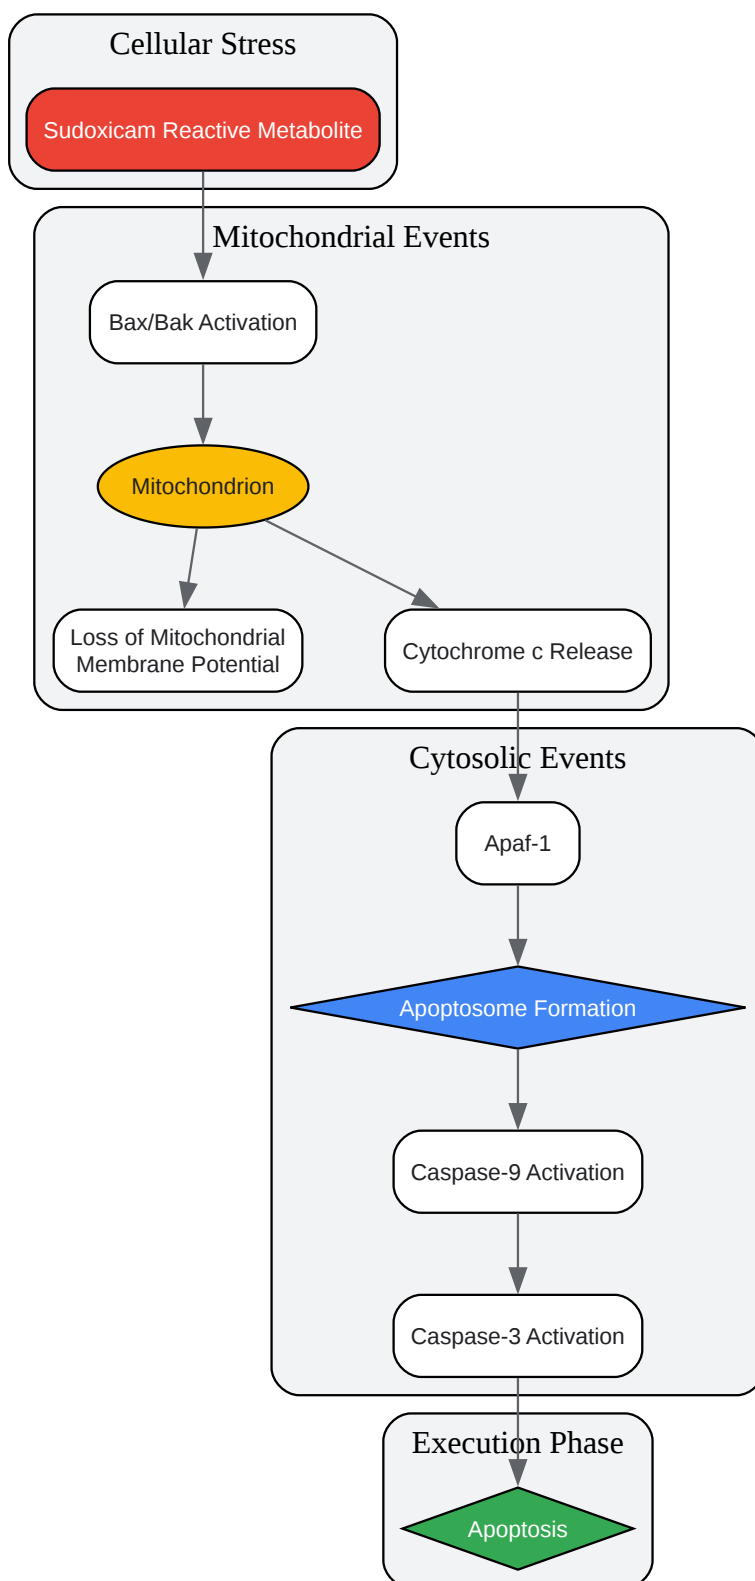 Cellular Stress
Sudoxicam Reactive Metabolite
Mitochondrial Events
Bax/Bak Activation
Mitochondrion
Loss of Mitochondrial
Membrane Potential
Cytochrome c Release
Cytosolic Events
Apaf-1
Apoptosome Formation
Caspase-9 Activation
Caspase-3 Activation
Execution Phase
Apoptosis